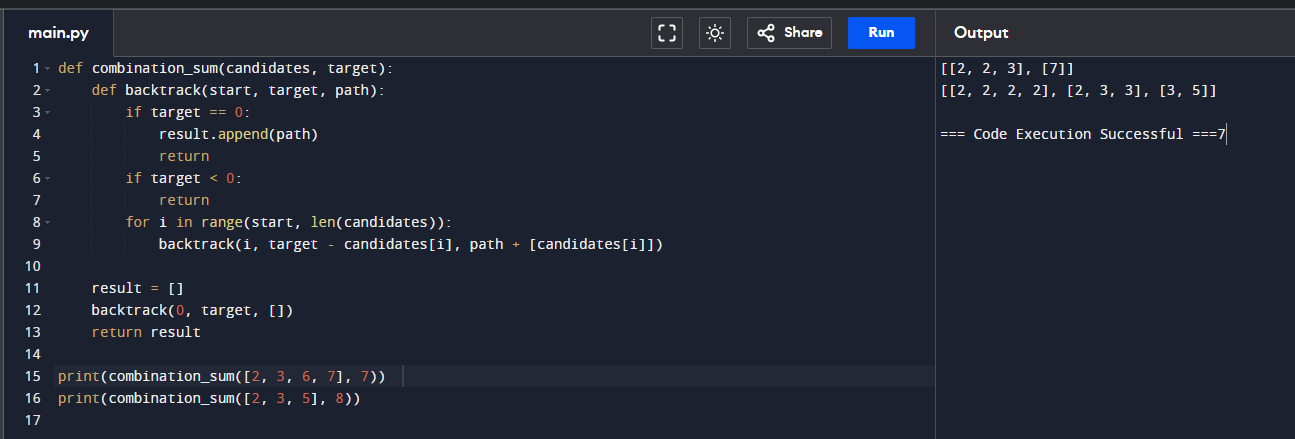 main.py
Share
Run
Output
1 def combination_sum(candidates, target):
2     def backtrack(start, target, path):
3         if target == 0:
4             result.append(path)
5             return
6         if target < 0:
7             return
8         for i in range(start, len(candidates)):
9             backtrack(i, target - candidates[i], path + [candidates[i]])
10
11     result = []
12     backtrack(0, target, [])
13     return result
14
15 print(combination_sum([2, 3, 6, 7], 7))
16 print(combination_sum([2, 3, 5], 8))
17
[[2, 2, 3], [7]]
[[2, 2, 2, 2], [2, 3, 3], [3, 5]]
=== Code Execution Successful ===7